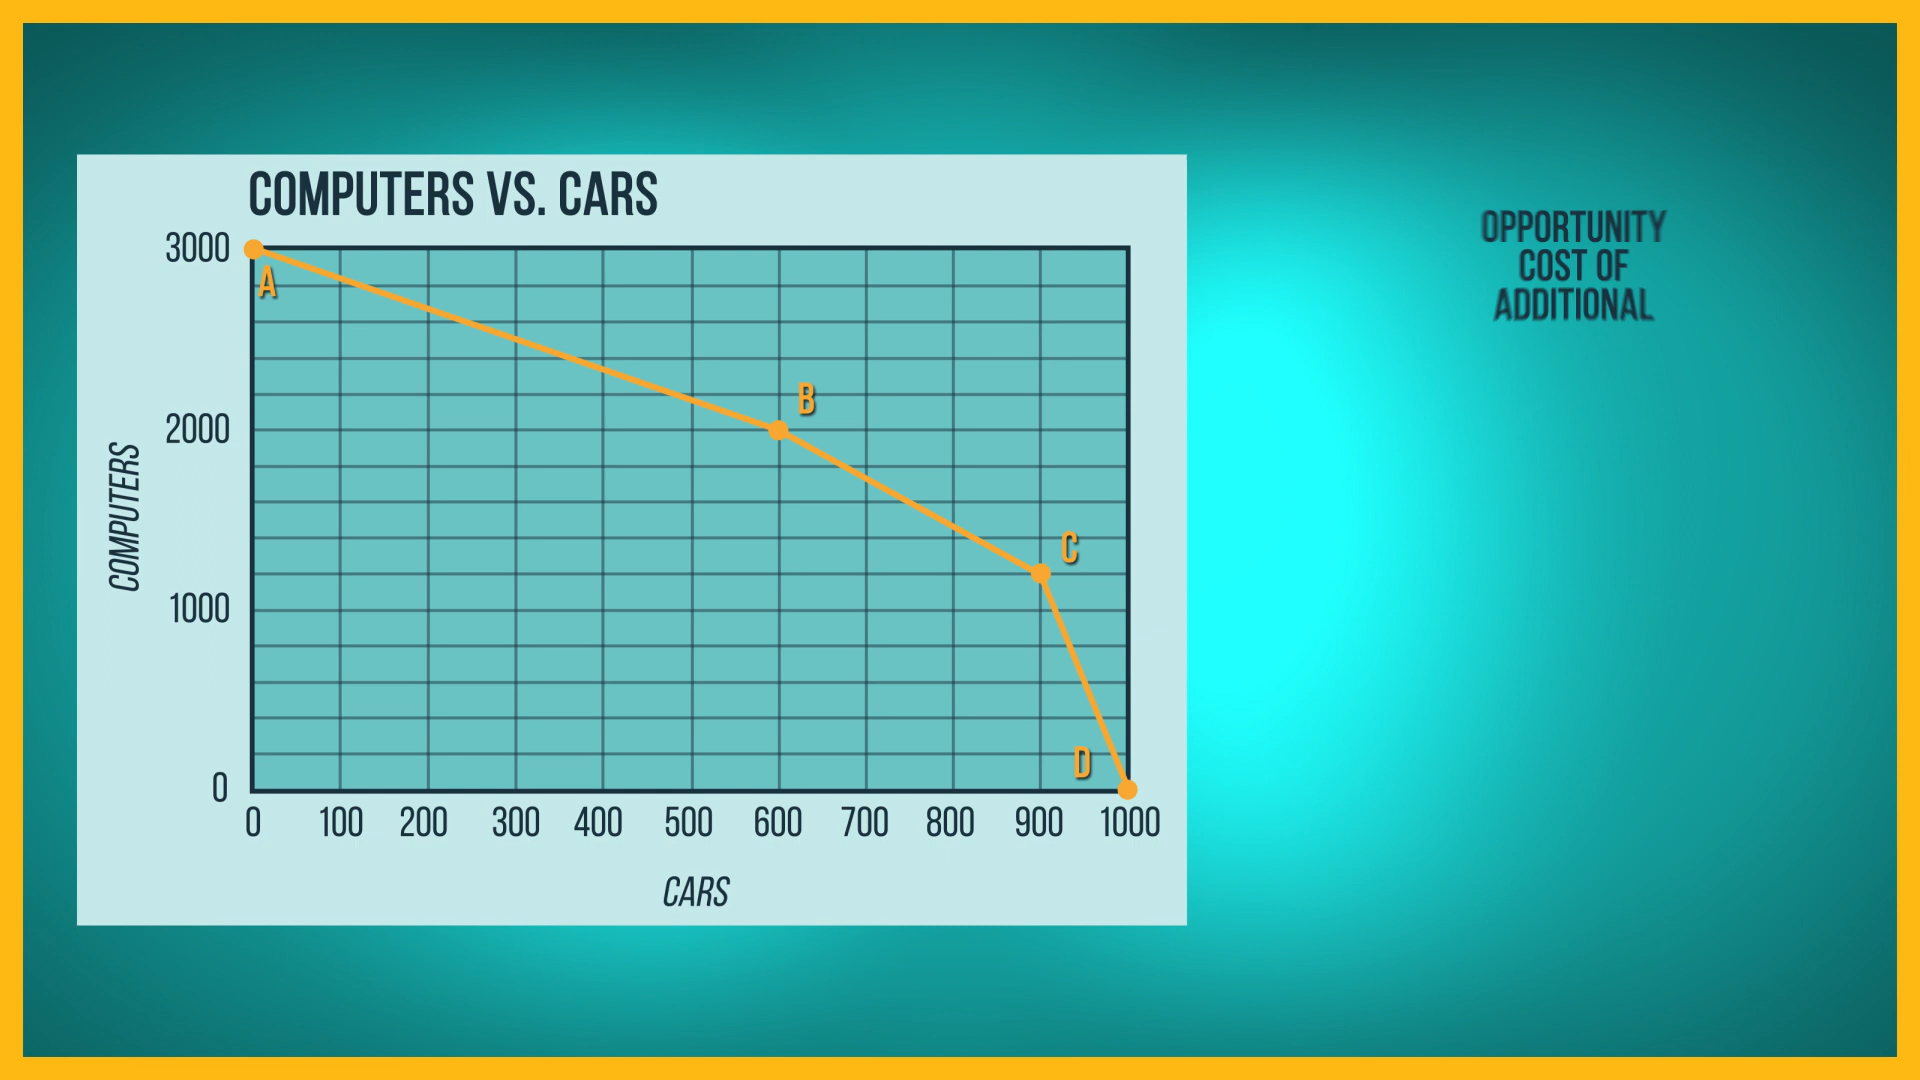 COMPUTERS VS. CARS
OPPORTUNITY
COST OF
ADDITIONAL
3000
A
B
2000
COMPUTERS
C
1000
D
0
0 100 200 300 400 500 600 700 800 900 1000
CARS